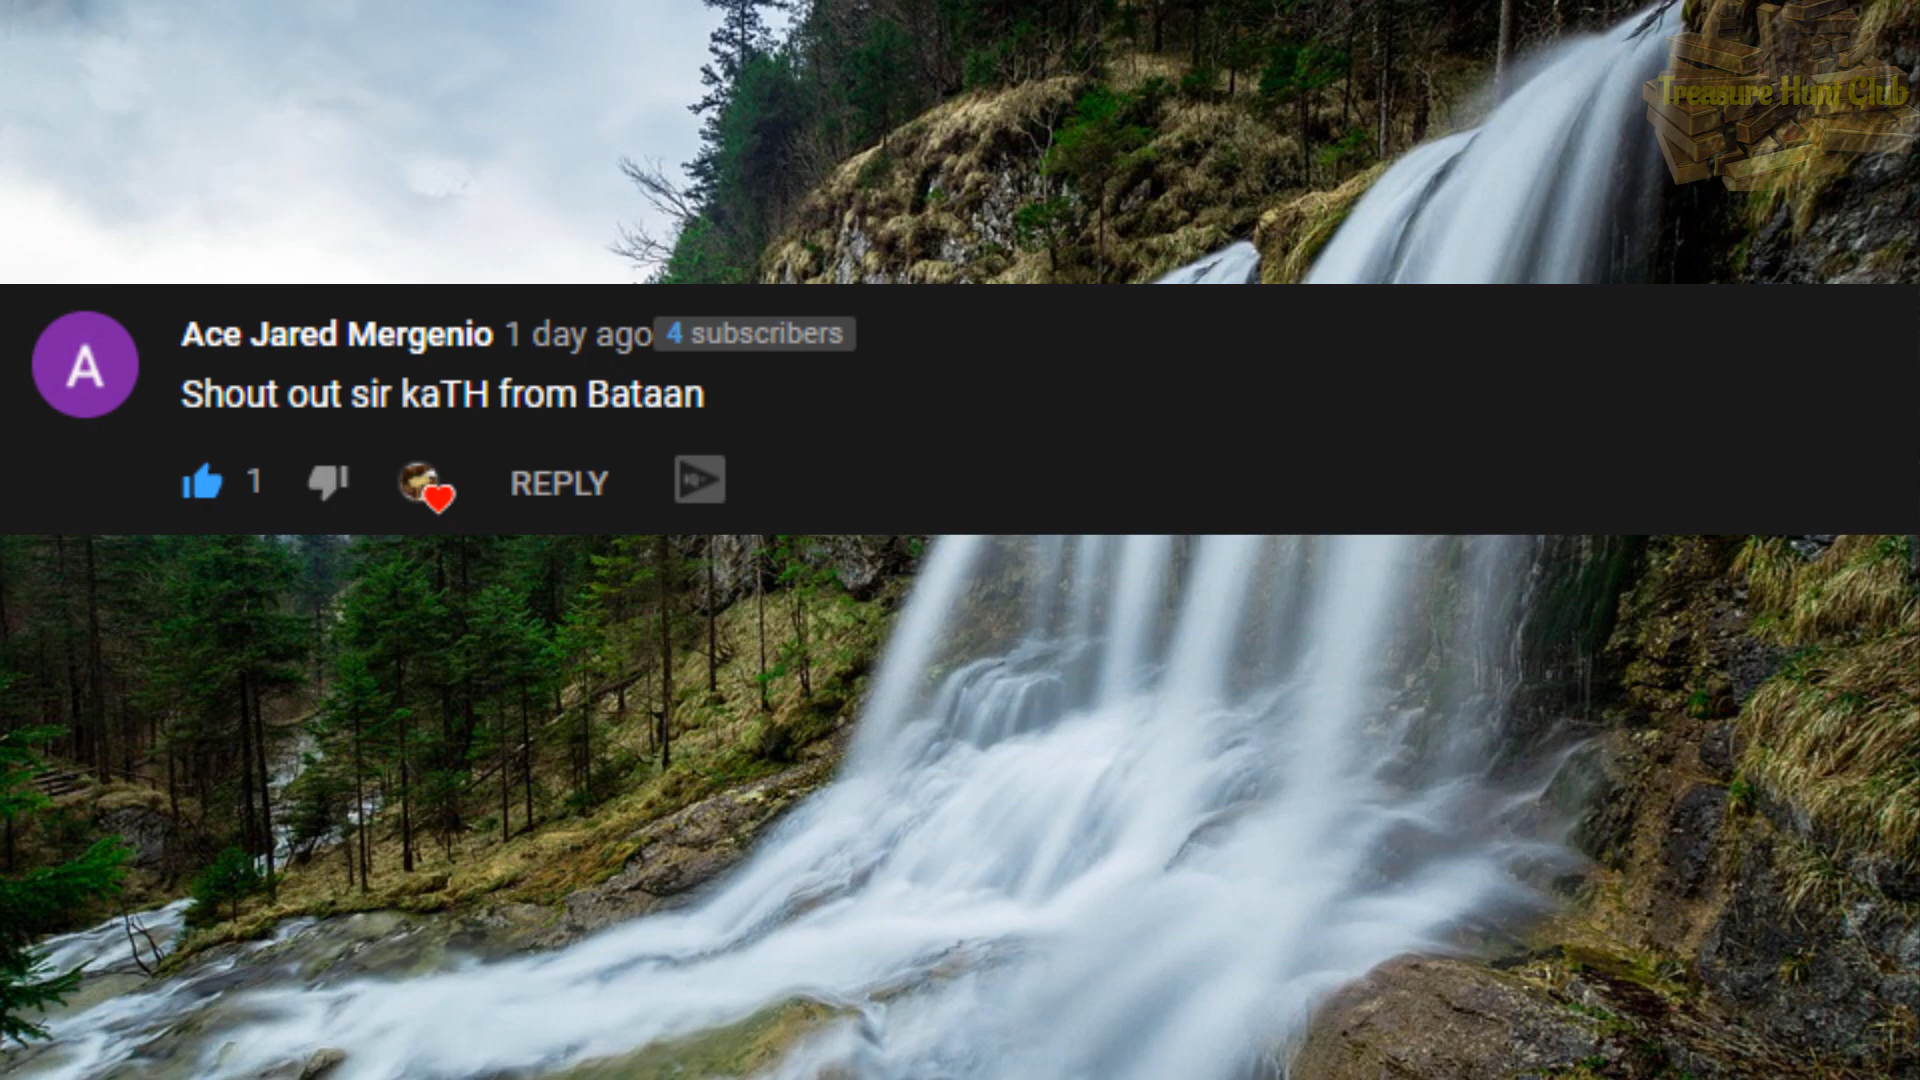 Treasure Hunt Club
A
Ace Jared Mergenio 1 day ago 4 subscribers
Shout out sir kaTH from Bataan
1 REPLY